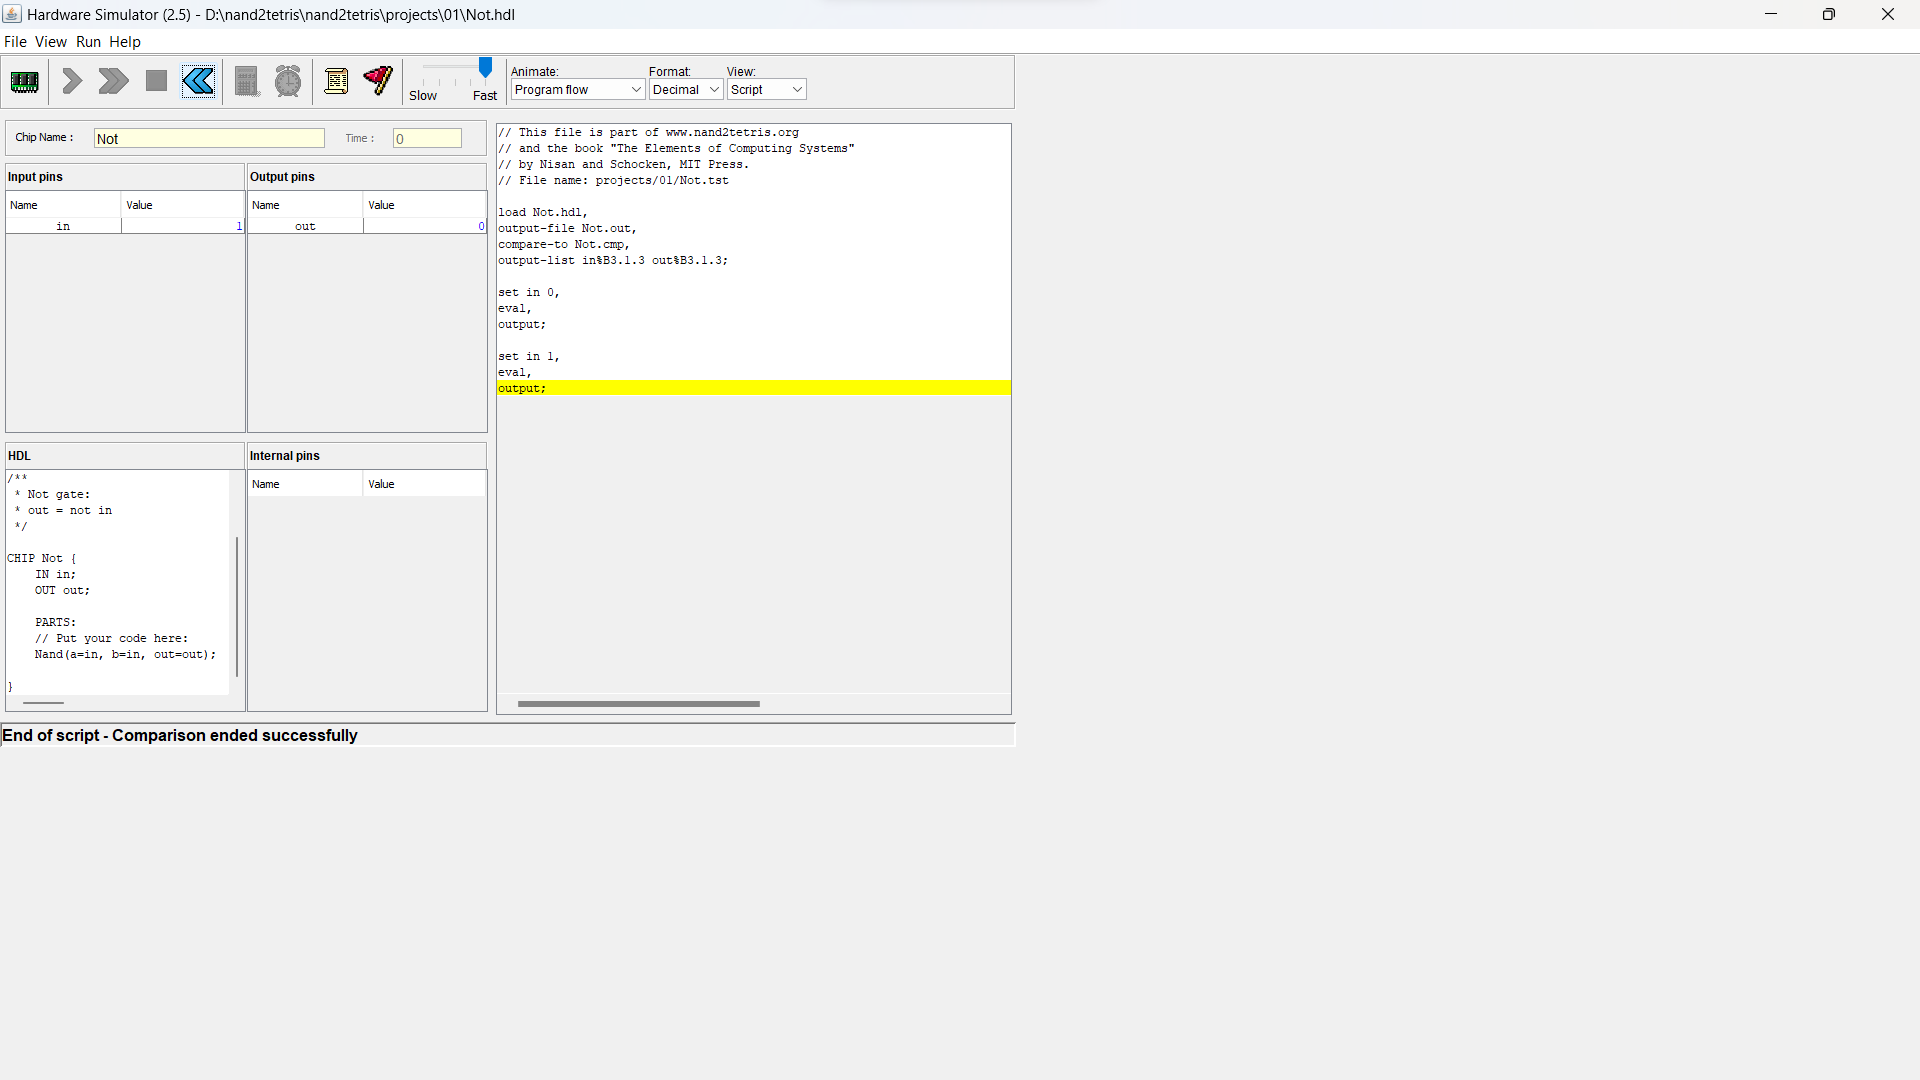 Hardware Simulator (2.5) - D:\nand2tetris\nand2tetris\projects\01\Not.hdl
File View Run Help
Slow Fast
Animate: Format: View:
Program flow Decimal Script
Chip Name : Not Time : 0
Input pins
Name Value
in 1
Output pins
Name Value
out 0
HDL
/**
* Not gate:
* out = not in
*/
CHIP Not {
IN in;
OUT out;
PARTS:
// Put your code here:
Nand(a=in, b=in, out=out);
}
Internal pins
Name Value
// This file is part of www.nand2tetris.org
// and the book "The Elements of Computing Systems"
// by Nisan and Schocken, MIT Press.
// File name: projects/01/Not.tst
load Not.hdl,
output-file Not.out,
compare-to Not.cmp,
output-list in%B3.1.3 out%B3.1.3;
set in 0,
eval,
output;
set in 1,
eval,
output;
End of script - Comparison ended successfully